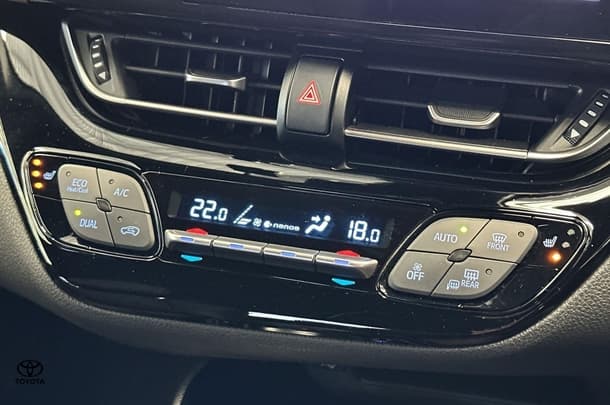 ECO
Heat/Cool
A/C
DUAL
22.0
nanoe
18.0
AUTO
FRONT
OFF
REAR
TOYOTA